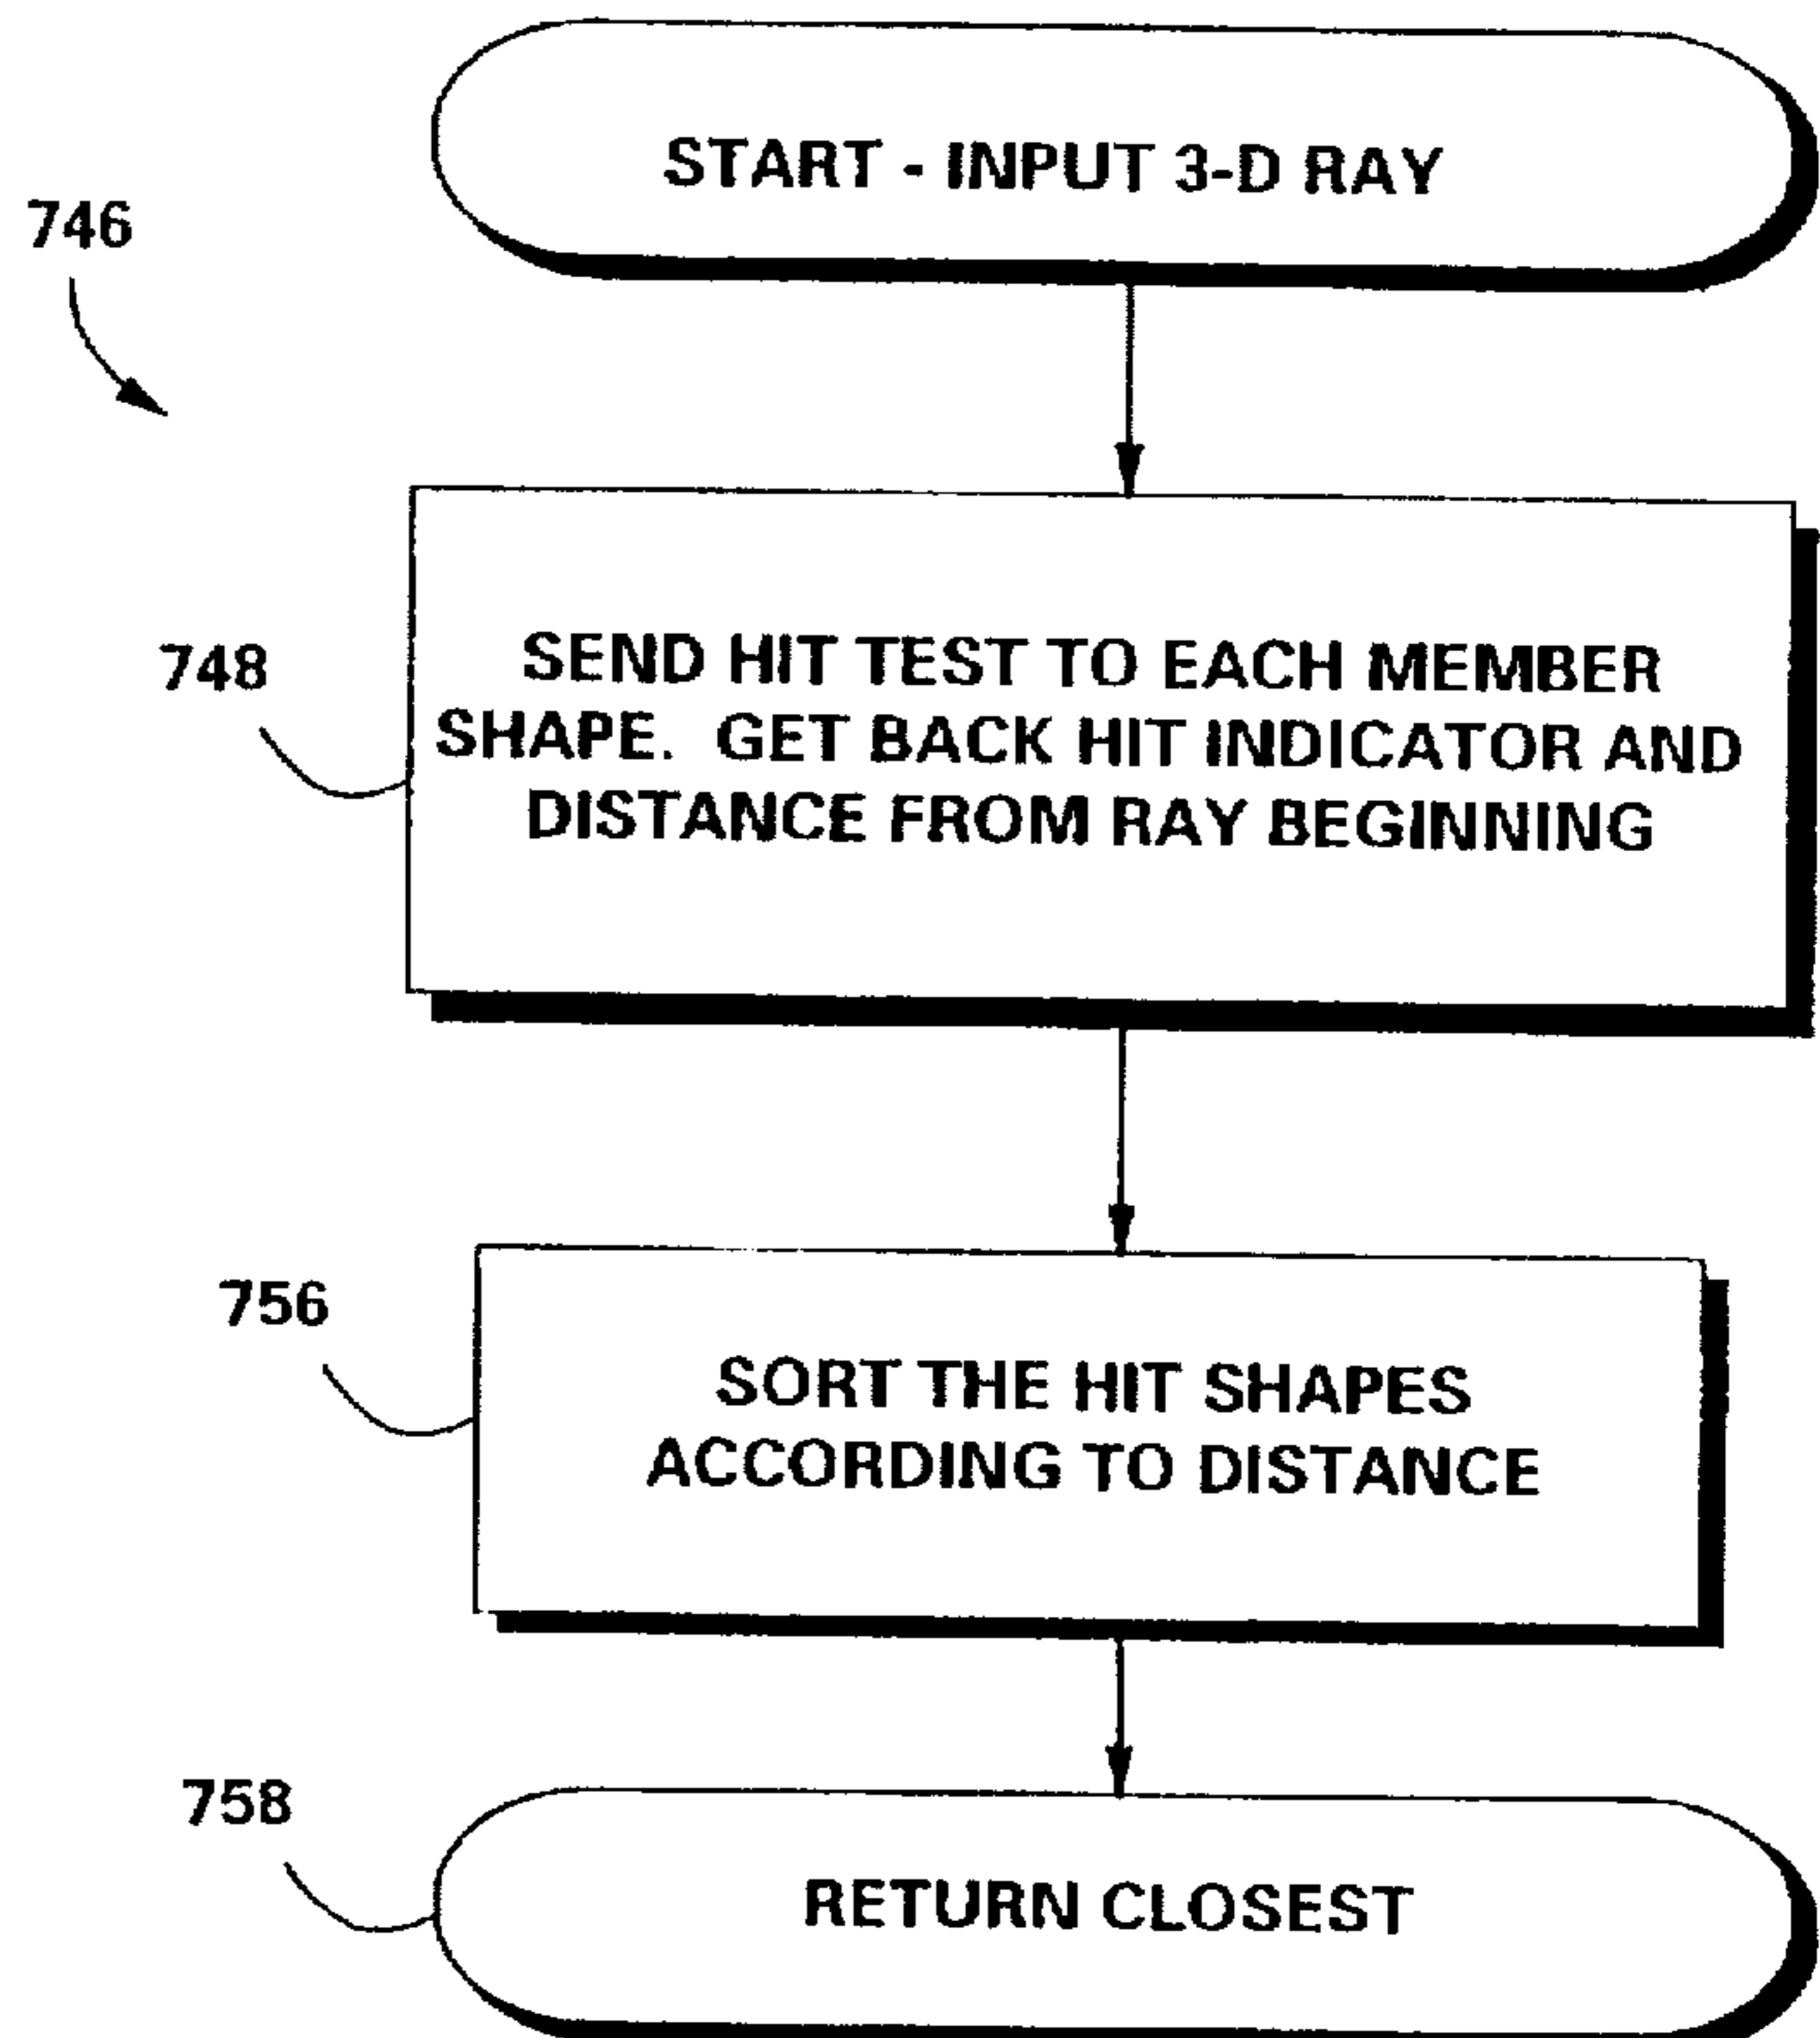 START - INPUT 3-D RAY
746
748
SEND HIT TEST TO EACH MEMBER
SHAPE. GET BACK HIT INDICATOR AND
DISTANCE FROM RAY BEGINNING
756
SORT THE HIT SHAPES
ACCORDING TO DISTANCE
758
RETURN CLOSEST